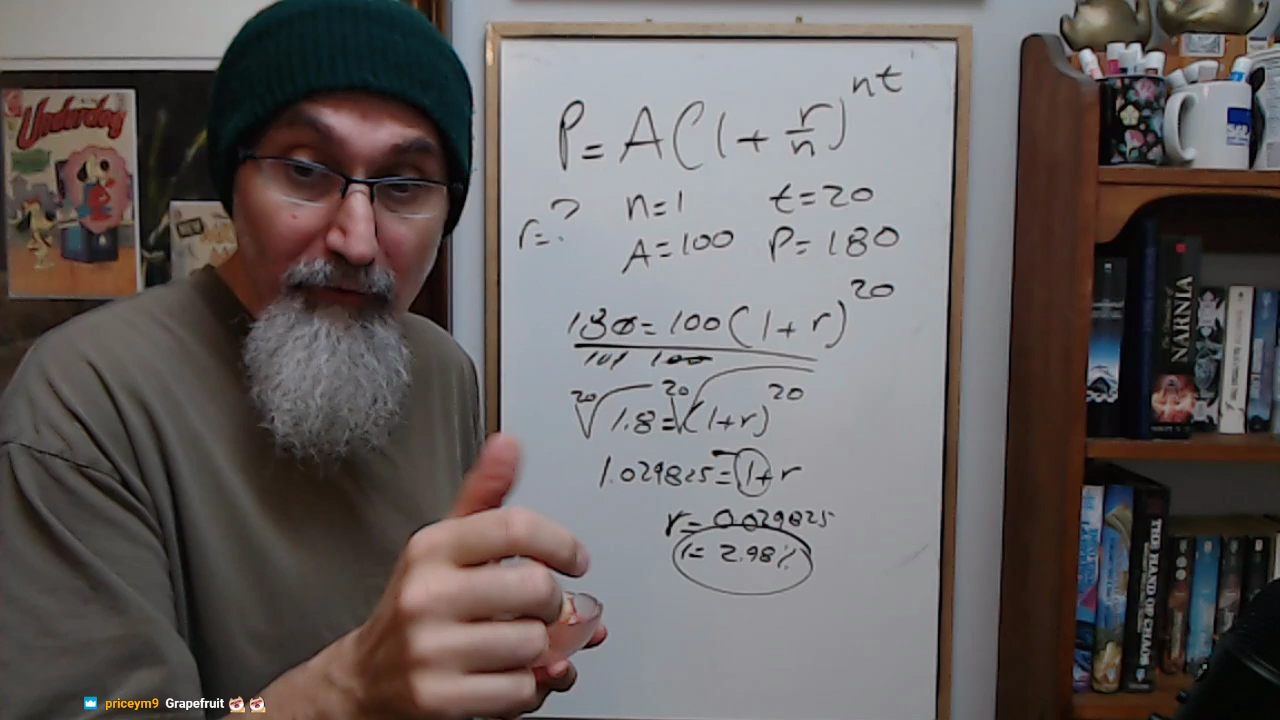 Underdog
P=A(1+r/n)^nt
r=? n=1 t=20
A=100 P=180
180=100(1+r)^20
100 100
20√1.8=20√(1+r)^20
1.029825=1+r
r=0.029825
r=2.98%
NARNIA
THE HAND OF CHAOS
priceym9 Grapefruit